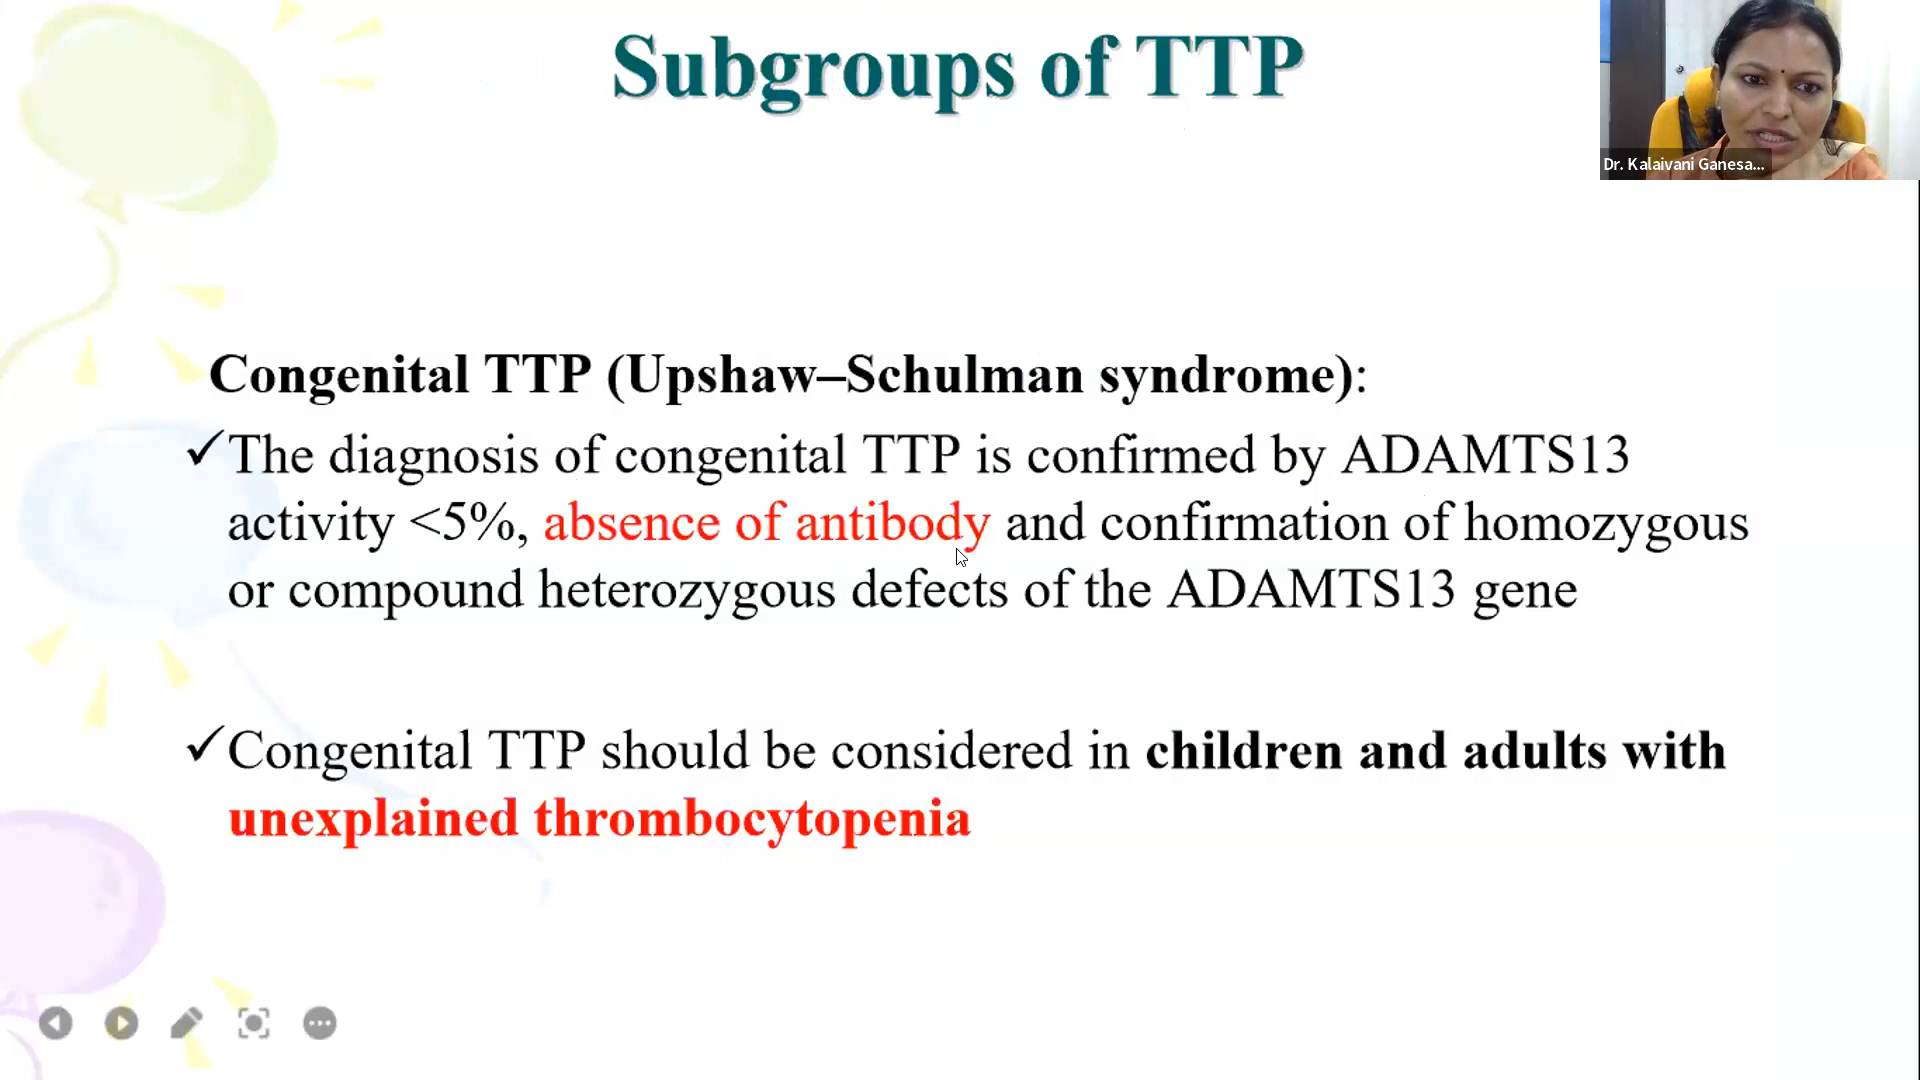 Subgroups of TTP
Dr. Kalaivani Ganesa...
Congenital TTP (Upshaw–Schulman syndrome):
✓The diagnosis of congenital TTP is confirmed by ADAMTS13
activity <5%, absence of antibody and confirmation of homozygous
or compound heterozygous defects of the ADAMTS13 gene
✓Congenital TTP should be considered in children and adults with
unexplained thrombocytopenia